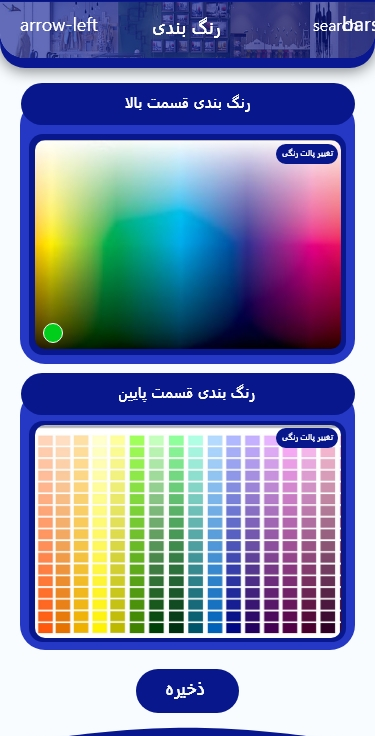 arrow-left
رنگ بندی
search
bars
رنگ بندی قسمت بالا
تغییر پالت رنگی
رنگ بندی قسمت پایین
تغییر پالت رنگی
ذخیره